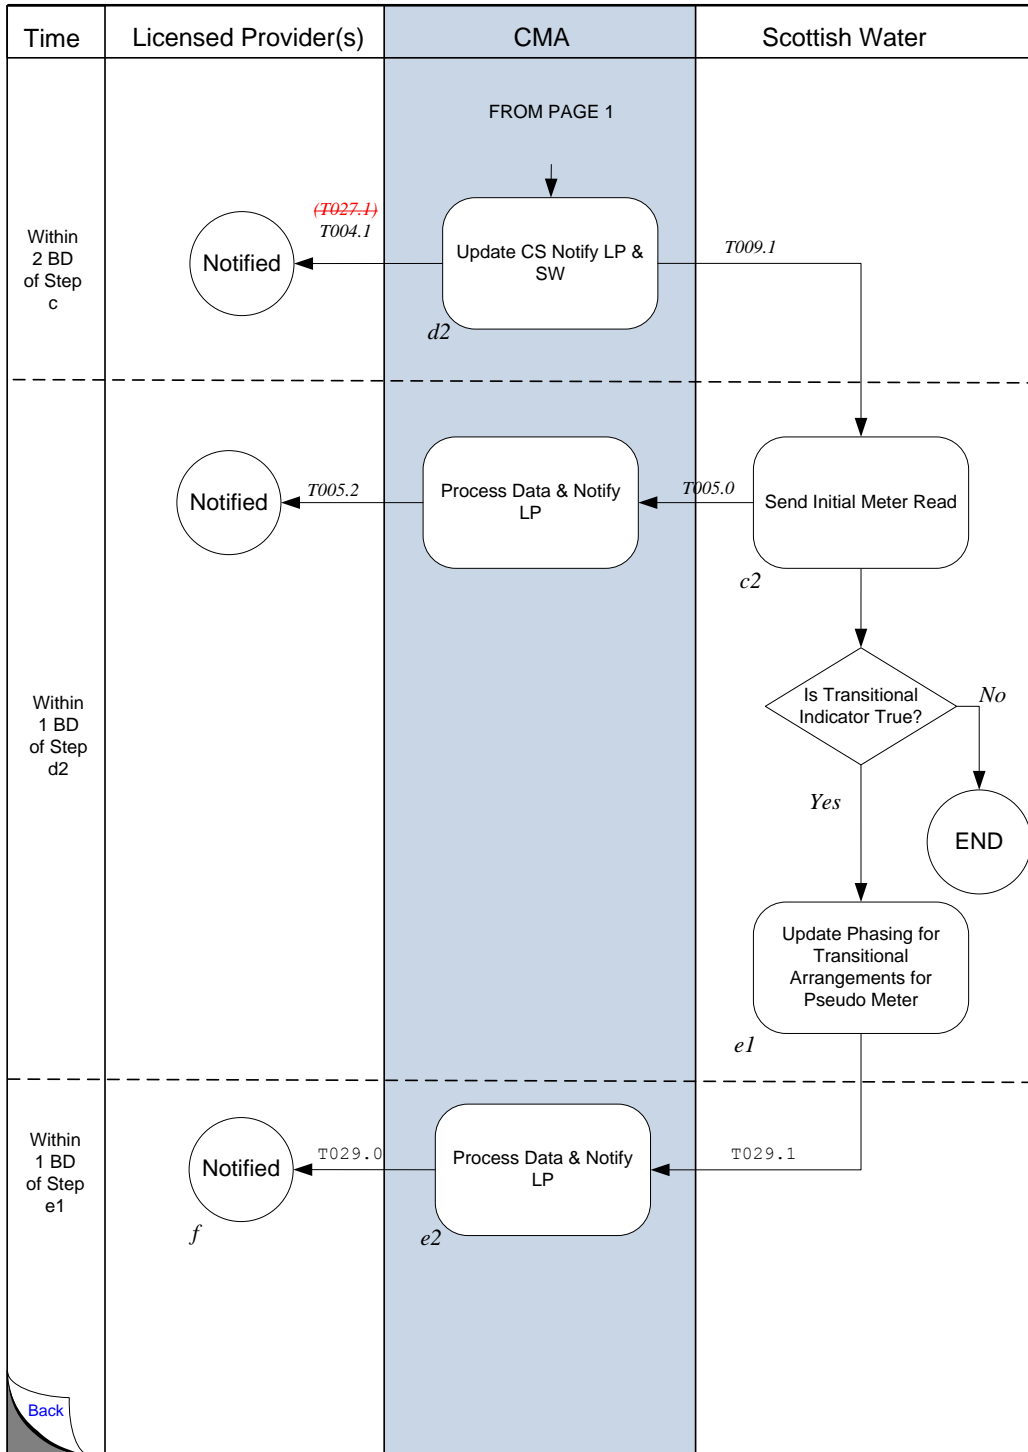 Time
Licensed Provider(s)
CMA
Scottish Water
FROM PAGE 1
Within
2 BD
of Step
c
Notified
(T027.1)
T004.1
Update CS Notify LP &
SW
d2
T009.1
Notified
T005.2
Process Data & Notify
LP
T005.0
Send Initial Meter Read
c2
Within
1 BD
of Step
d2
Is Transitional
Indicator True?
No
Yes
END
Update Phasing for
Transitional
Arrangements for
Pseudo Meter
e1
Within
1 BD
of Step
e1
Notified
f
T029.0
Process Data & Notify
LP
e2
T029.1
Back